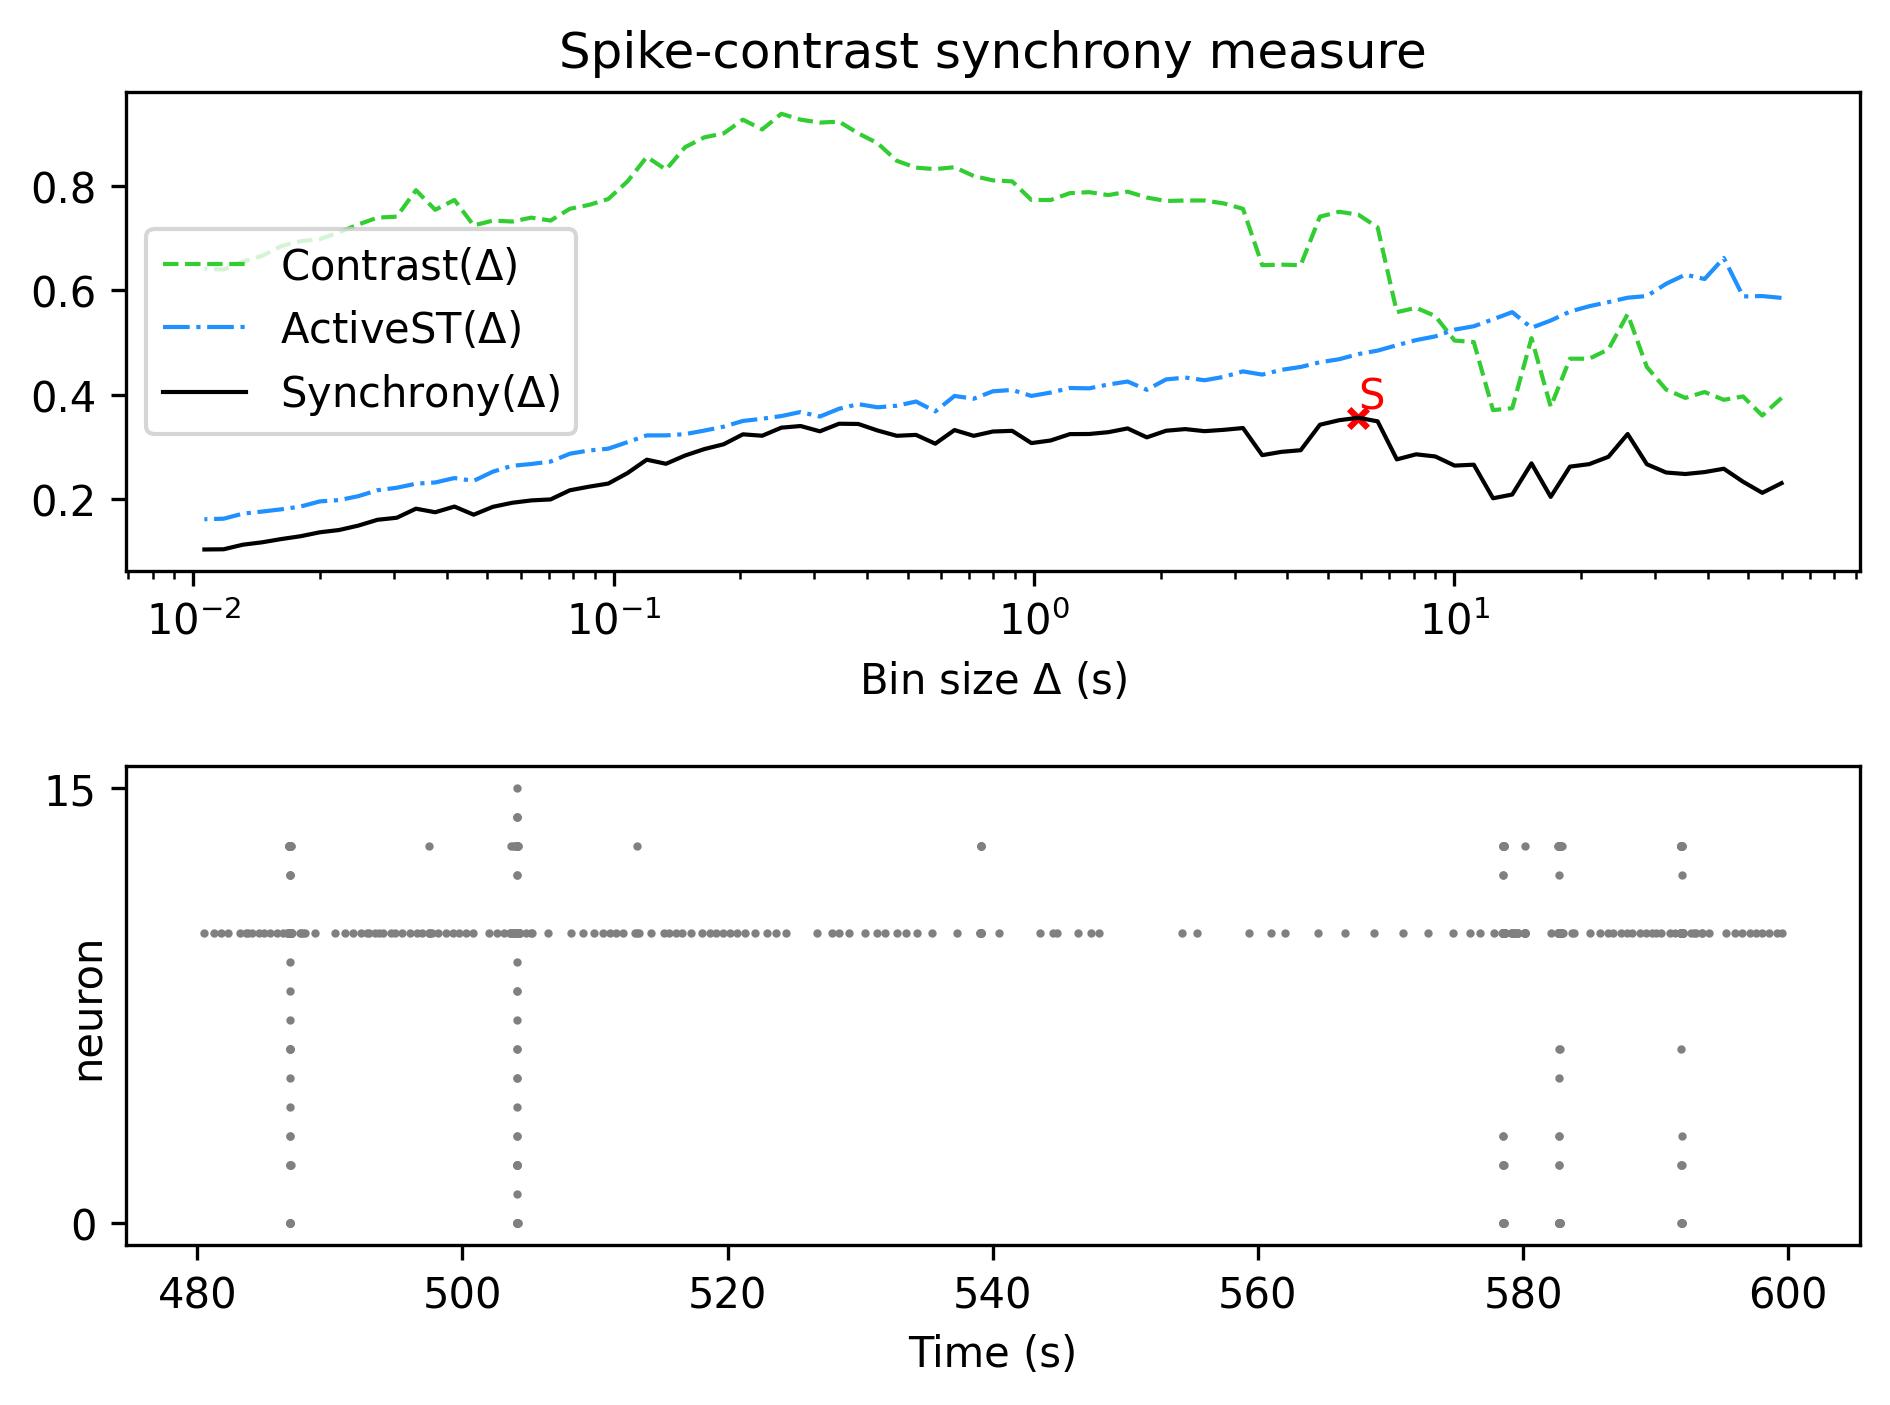 Spike-contrast synchrony measure
0.8
0.6
0.4
0.2
Contrast(Δ)
ActiveST(Δ)
Synchrony(Δ)
S
10⁻² 10⁻¹ 10⁰ 10¹
Bin size Δ (s)
15
0
neuron
480 500 520 540 560 580 600
Time (s)